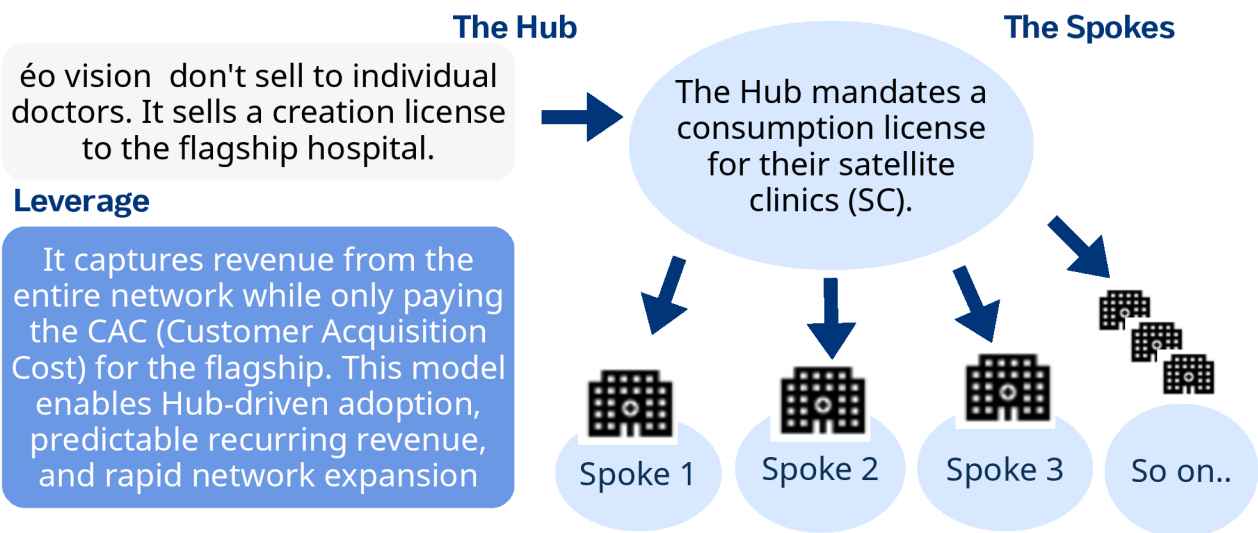 The Hub
éo vision  don't sell to individual
doctors. It sells a creation license
to the flagship hospital.
Leverage
It captures revenue from the
entire network while only paying
the CAC (Customer Acquisition
Cost) for the flagship. This model
enables Hub-driven adoption,
predictable recurring revenue,
and rapid network expansion
The Spokes
The Hub mandates a
consumption license
for their satellite
clinics (SC).
Spoke 1
Spoke 2
Spoke 3
So on..